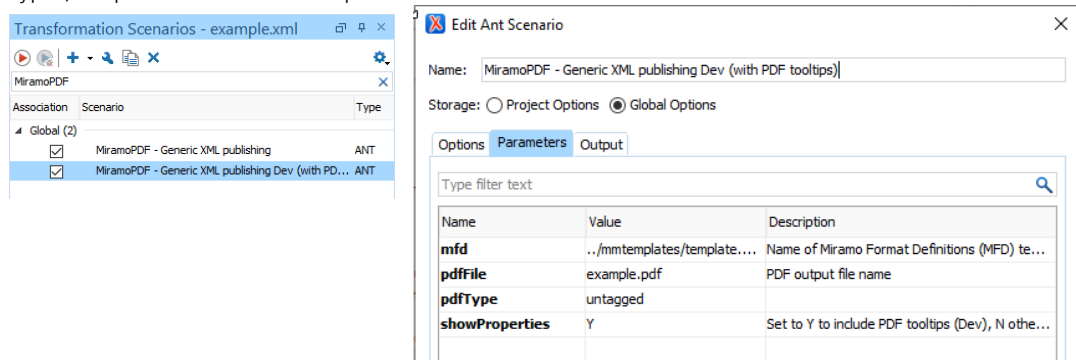 Transformation Scenarios - example.xml
MiramoPDF
Association Scenario Type
Global (2)
MiramoPDF - Generic XML publishing ANT
MiramoPDF - Generic XML publishing Dev (with PD... ANT
Edit Ant Scenario
Name: MiramoPDF - Generic XML publishing Dev (with PDF tooltips)
Storage: Project Options Global Options
Options Parameters Output
Type filter text
Name Value Description
mfd ../mmtemplates/template.... Name of Miramo Format Definitions (MFD) te...
pdfFile example.pdf PDF output file name
pdfType untagged
showProperties Y Set to Y to include PDF tooltips (Dev), N othe...